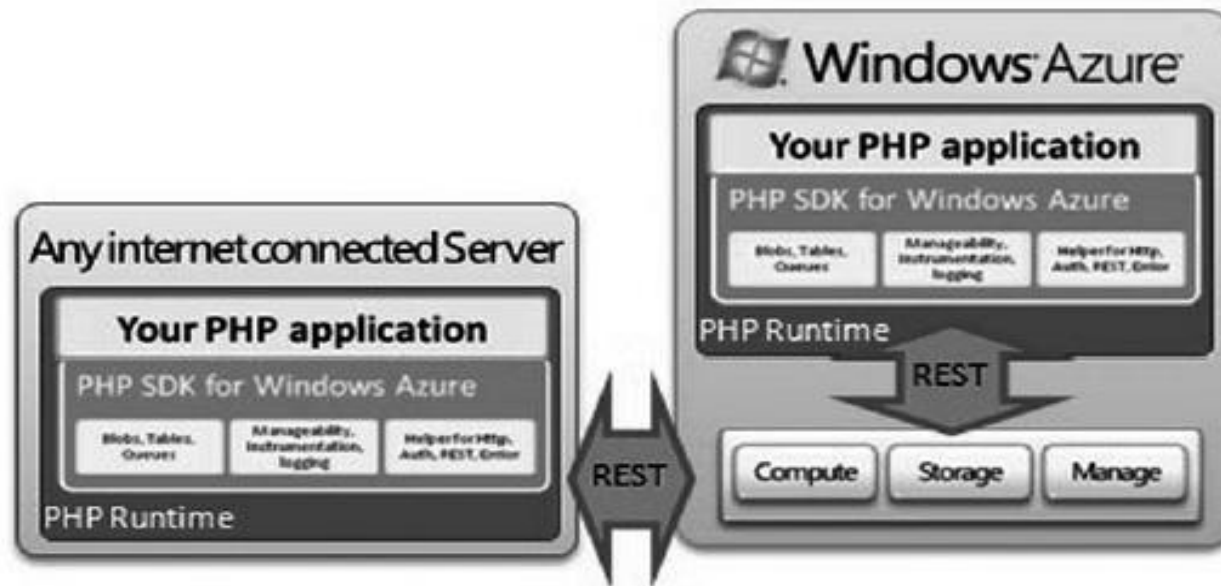 Windows Azure
Your PHP application
PHP SDK for Windows Azure
Blobs, Tables,
Queues
Manageability,
Instrumentation,
logging
Helper for Http,
Auth, REST, Error
PHP Runtime
REST
Compute
Storage
Manage
Any internet connected Server
Your PHP application
PHP SDK for Windows Azure
Blobs, Tables,
Queues
Manageability,
Instrumentation,
logging
Helper for Http,
Auth, REST, Error
PHP Runtime
REST